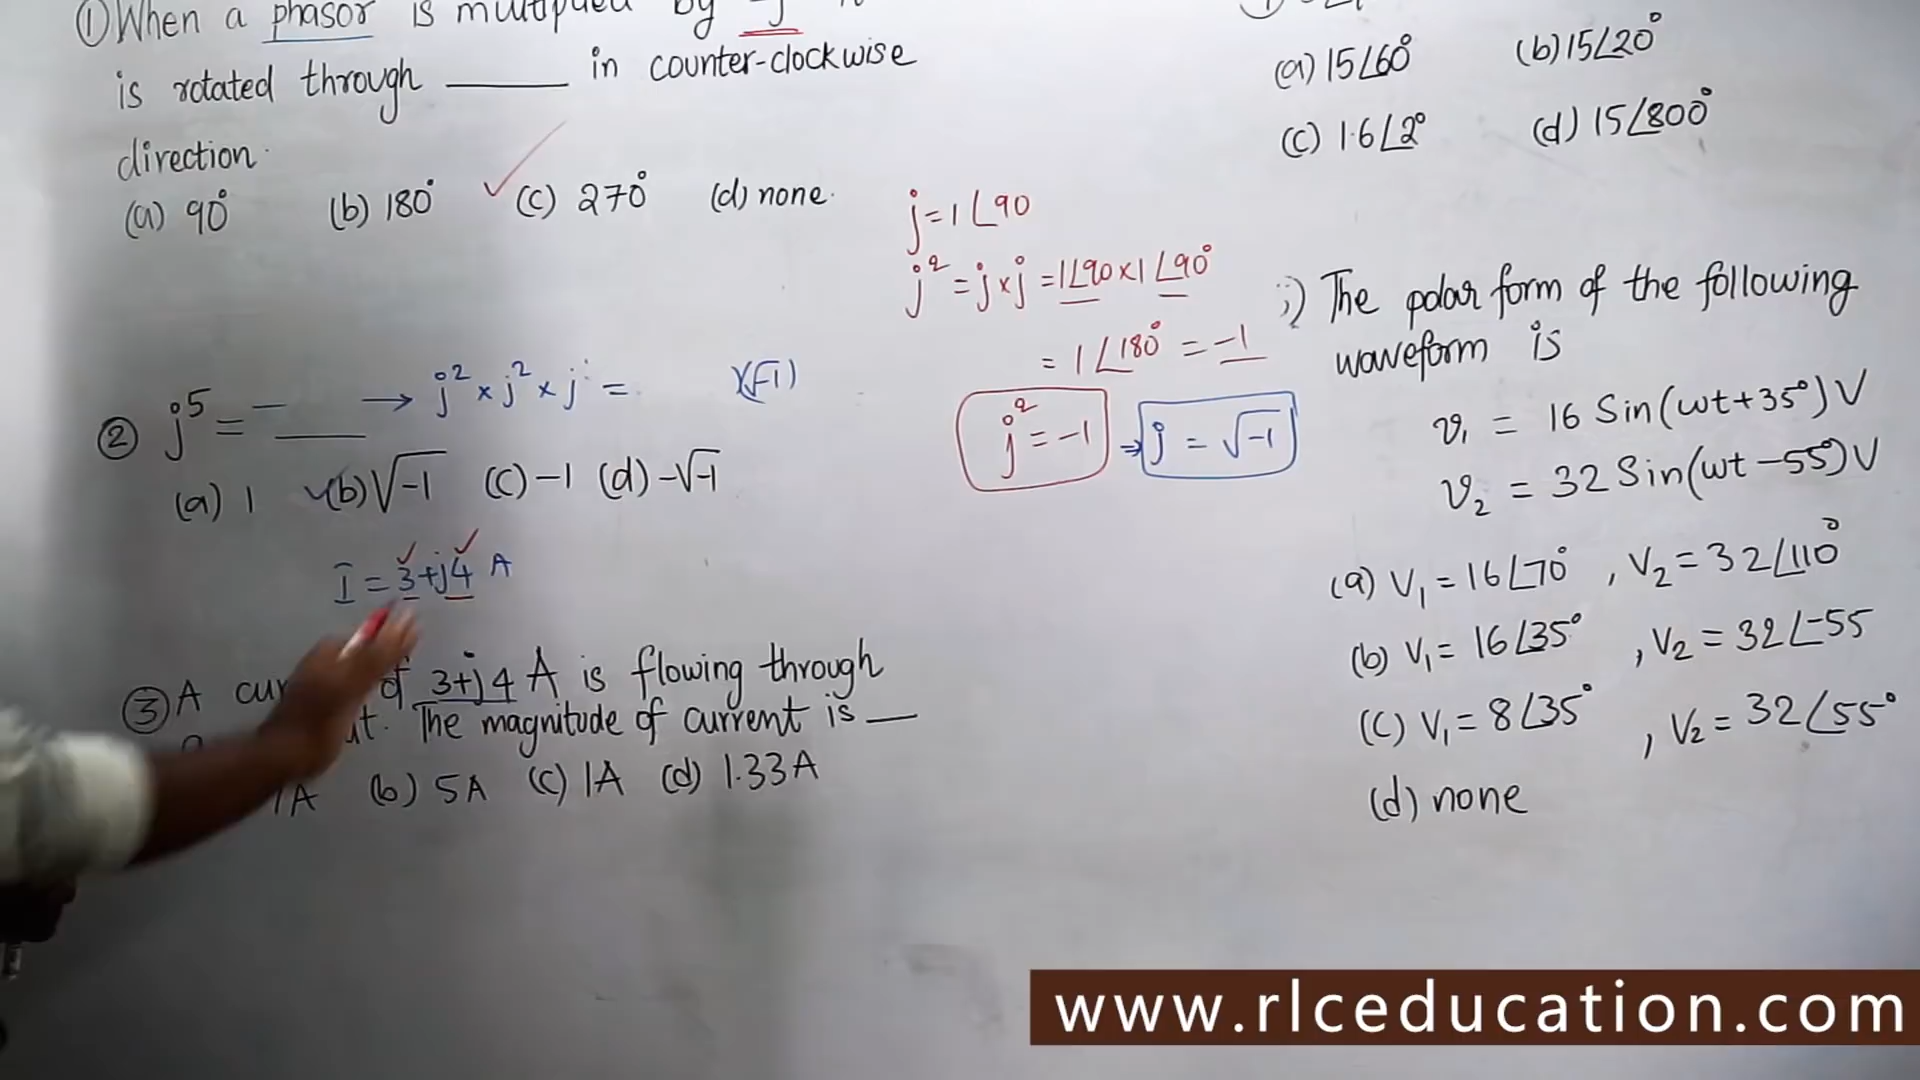 ① When a phasor is multiplied by
is rotated through ______ in counter-clockwise
direction.
(a) 90° (b) 180° ✓(c) 270° (d) none.
j = 1∠90
j² = j×j = 1∠90×1∠90°
= 1∠180° = -1
j² = -1 → j = √-1
② j⁵ = ______ → j² × j² × j =
(√-1)
(a) 1 ✓(b) √-1 (c) -1 (d) -√-1
I = 3+j4 A
③ A of 3+j4 A is flowing through
The magnitude of current is __
(b) 5A (c) 1A (d) 1.33A
(a) 15∠60° (b) 15∠20°
(c) 1.6∠2° (d) 15∠800°
ii) The polar form of the following
waveform is
v₁ = 16 Sin(wt+35°)V
v₂ = 32 Sin(wt-55°)V
(a) V₁ = 16∠70°, V₂ = 32∠110°
(b) V₁ = 16∠35°, V₂ = 32∠-55
(c) V₁ = 8∠35°, V₂ = 32∠55°
(d) none
www.rlceducation.com